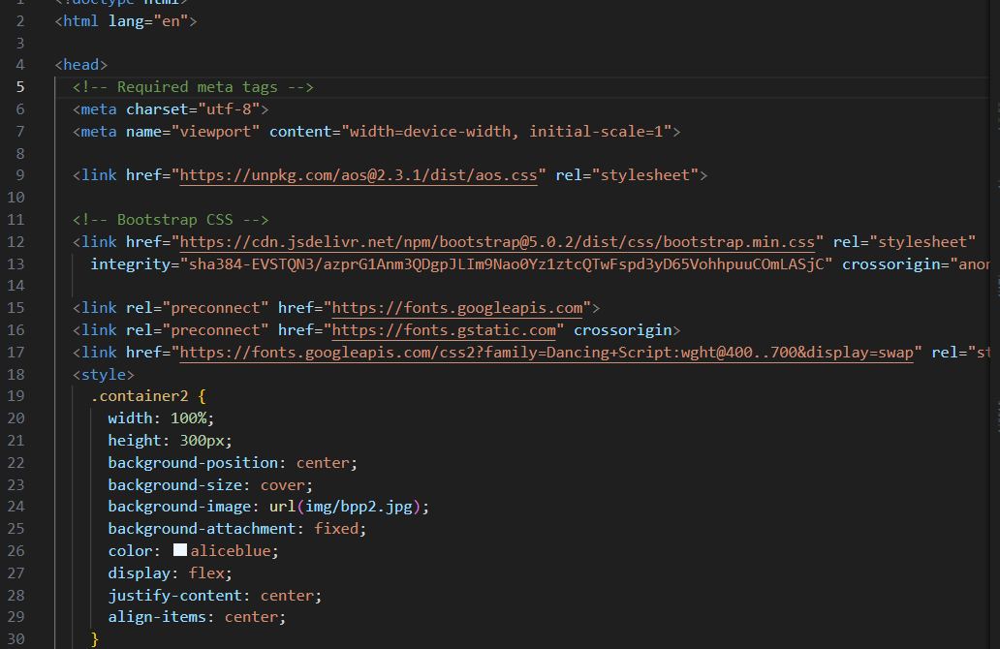 1 <!doctype html>
2 <html lang="en">
3
4 <head>
5 <!-- Required meta tags -->
6 <meta charset="utf-8">
7 <meta name="viewport" content="width=device-width, initial-scale=1">
8
9 <link href="https://unpkg.com/aos@2.3.1/dist/aos.css" rel="stylesheet">
10
11 <!-- Bootstrap CSS -->
12 <link href="https://cdn.jsdelivr.net/npm/bootstrap@5.0.2/dist/css/bootstrap.min.css" rel="stylesheet"
13 integrity="sha384-EVSTQN3/azprG1Anm3QDgpJLIm9Nao0Yz1ztcQTwFspd3yD65VohhpuuCOmLASjC" crossorigin="anon
14
15 <link rel="preconnect" href="https://fonts.googleapis.com">
16 <link rel="preconnect" href="https://fonts.gstatic.com" crossorigin>
17 <link href="https://fonts.googleapis.com/css2?family=Dancing+Script:wght@400..700&display=swap" rel="st
18 <style>
19 .container2 {
20 width: 100%;
21 height: 300px;
22 background-position: center;
23 background-size: cover;
24 background-image: url(img/bpp2.jpg);
25 background-attachment: fixed;
26 color: aliceblue;
27 display: flex;
28 justify-content: center;
29 align-items: center;
30 }